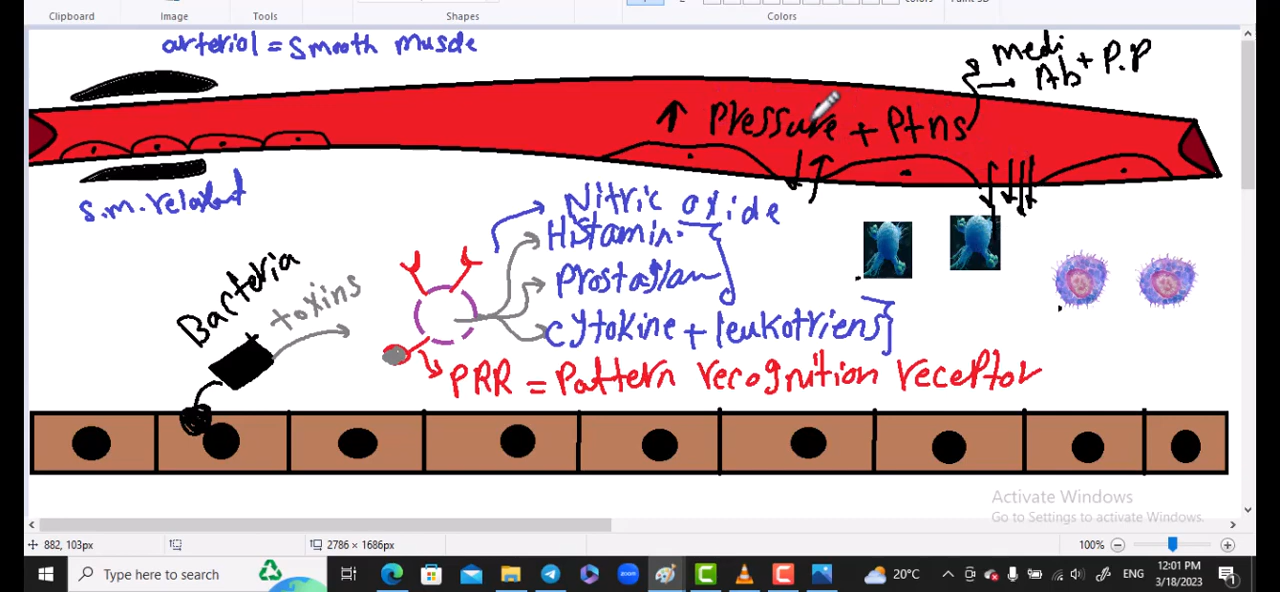 Clipboard
Image
Tools
Shapes
Colors
arteriol = smooth muscle
medi
Ab + P.P
↑ Pressure + Ptns
s.m.relaxant
Nitric oxide
Histamin
Prostaglan
cytokine + leukotriens
Bacteria
toxins
PRR = Pattern recognition receptor
Activate Windows
Go to Settings to activate Windows.
882, 103px
2786 × 1686px
100%
Type here to search
zoom
20°C
ENG
12:01 PM
3/18/2023